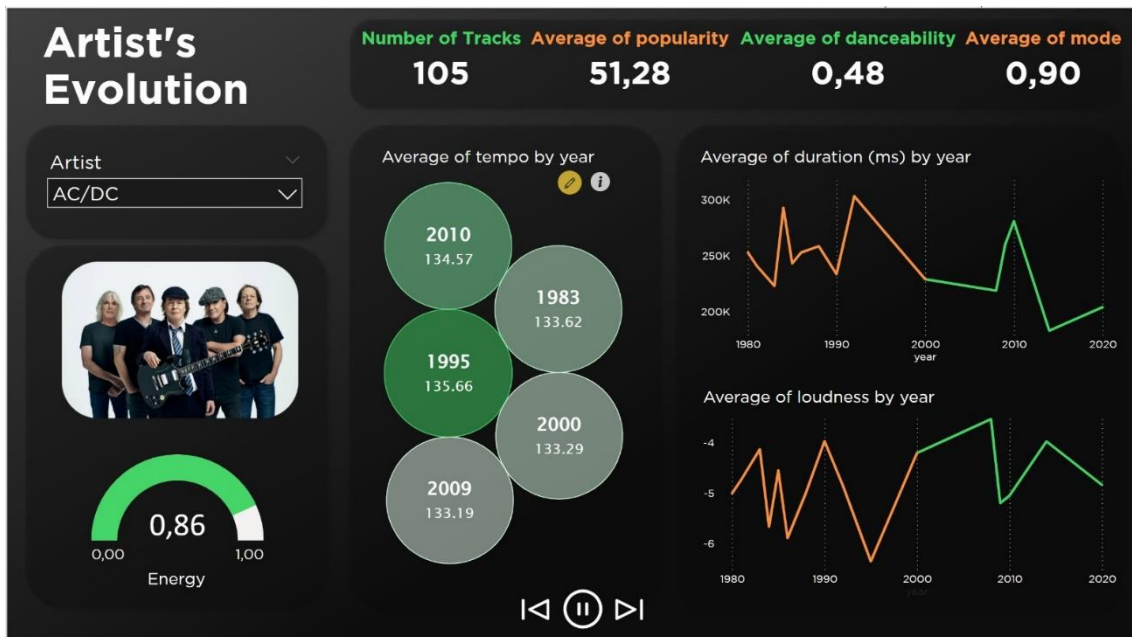 Artist's
Evolution
Number of Tracks Average of popularity Average of danceability Average of mode
105 51,28 0,48 0,90
Artist
AC/DC
0,86
0,00 1,00
Energy
Average of tempo by year
i
2010
134.57
1983
133.62
1995
135.66
2000
133.29
2009
133.19
Average of duration (ms) by year
300K
250K
200K
1980 1990 2000 2010 2020
year
Average of loudness by year
-4
-5
-6
1980 1990 2000 2010 2020
year